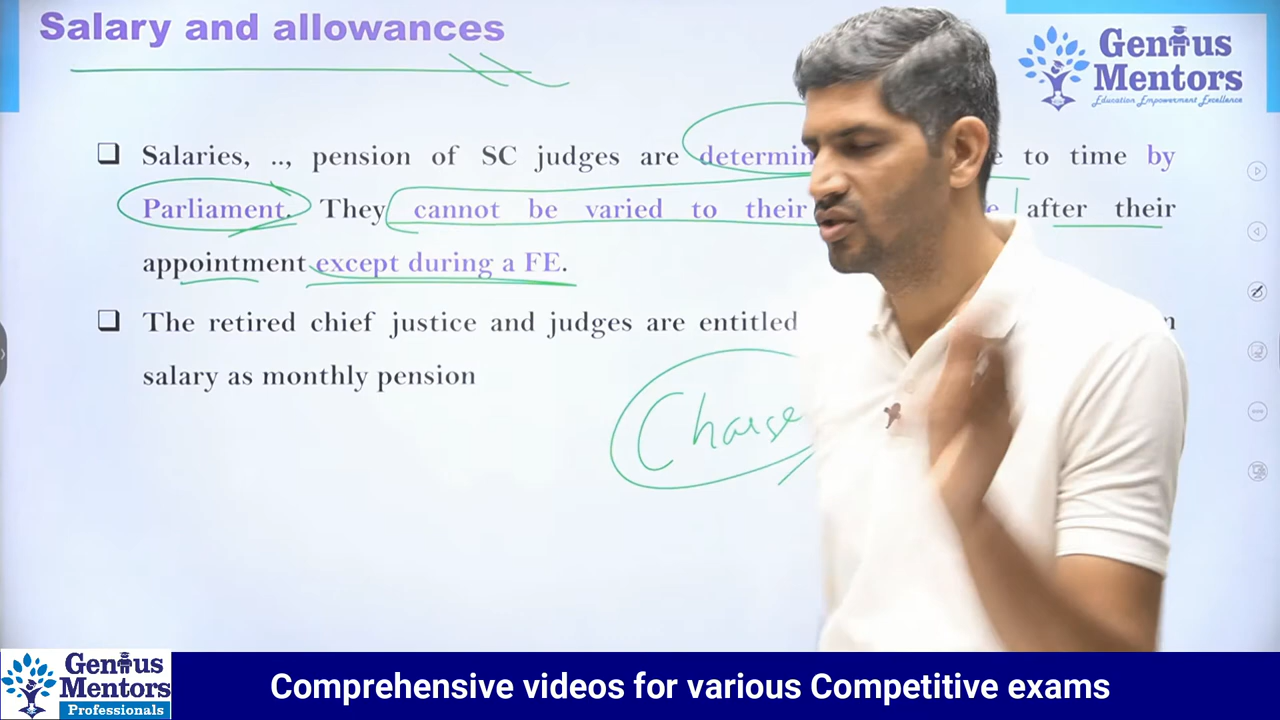 Salary and allowances
Genius
Mentors
Education Empowerment Excellence
Salaries, .., pension of SC judges are determin e to time by
Parliament. They cannot be varied to their e after their
appointment except during a FE.
The retired chief justice and judges are entitled n
salary as monthly pension
Charge
Genius
Mentors
Professionals
Comprehensive videos for various Competitive exams